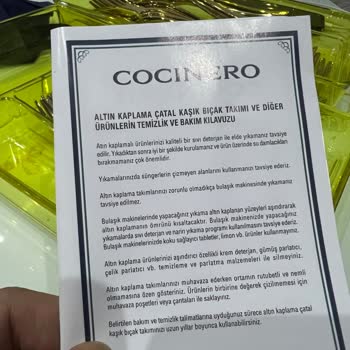 COCINERO
ALTIN KAPLAMA ÇATAL KAŞIK BIÇAK TAKIMI VE DİĞER
ÜRÜNLERİN TEMİZLİK VE BAKIM KILAVUZU
Altın kaplamalı ürünlerinizi kaliteli bir sıvı deterjan ile elde yıkamanız tavsiye
edilir. Yıkadıktan sonra iyi bir şekilde kurulamanız ve ürün üzerinde su damlacıkları
bırakmamanız çok önemlidir.
Yıkamalarınızda süngerlerin çizmeyen alanlarını kullanmanızı tavsiye ederiz.
Altın kaplama takımlarınızı zorunlu olmadıkça bulaşık makinesinde yıkamanız
tavsiye edilmez.
Bulaşık makinelerinde yapacağınız yıkama altın kaplanan yüzeyleri aşındırarak
altın kaplamanın ömrünü kısaltacaktır. Bulaşık makinenizde yapacağınız
yıkamalarda sıvı deterjan ve narin yıkama programı kullanılmasını tavsiye ederiz.
Bulaşık makinelerinizde koku sağlayıcı tabletler, limon vb. ürünler kullanmayınız.
Altın kaplama ürünlerinizi aşındırıcı özellikli krem deterjan, gümüş parlatıcı,
çelik parlatıcı vb. temizleme ve parlatma malzemeleri ile silmeyiniz.
Altın kaplama takımlarınızı muhavaza ederken ortamın rutubetli ve nemli
olmamasına özen gösteriniz. Ürünlerin birbirine değerek çizilmemesi için
muhavaza poşetleri veya çantaları ile saklayınız.
Belirtilen bakım ve temizlik talimatlarına uyduğunuz sürece altın kaplama çatal
kaşık bıçak takımınızı uzun yıllar boyunca kullanabilirsiniz.